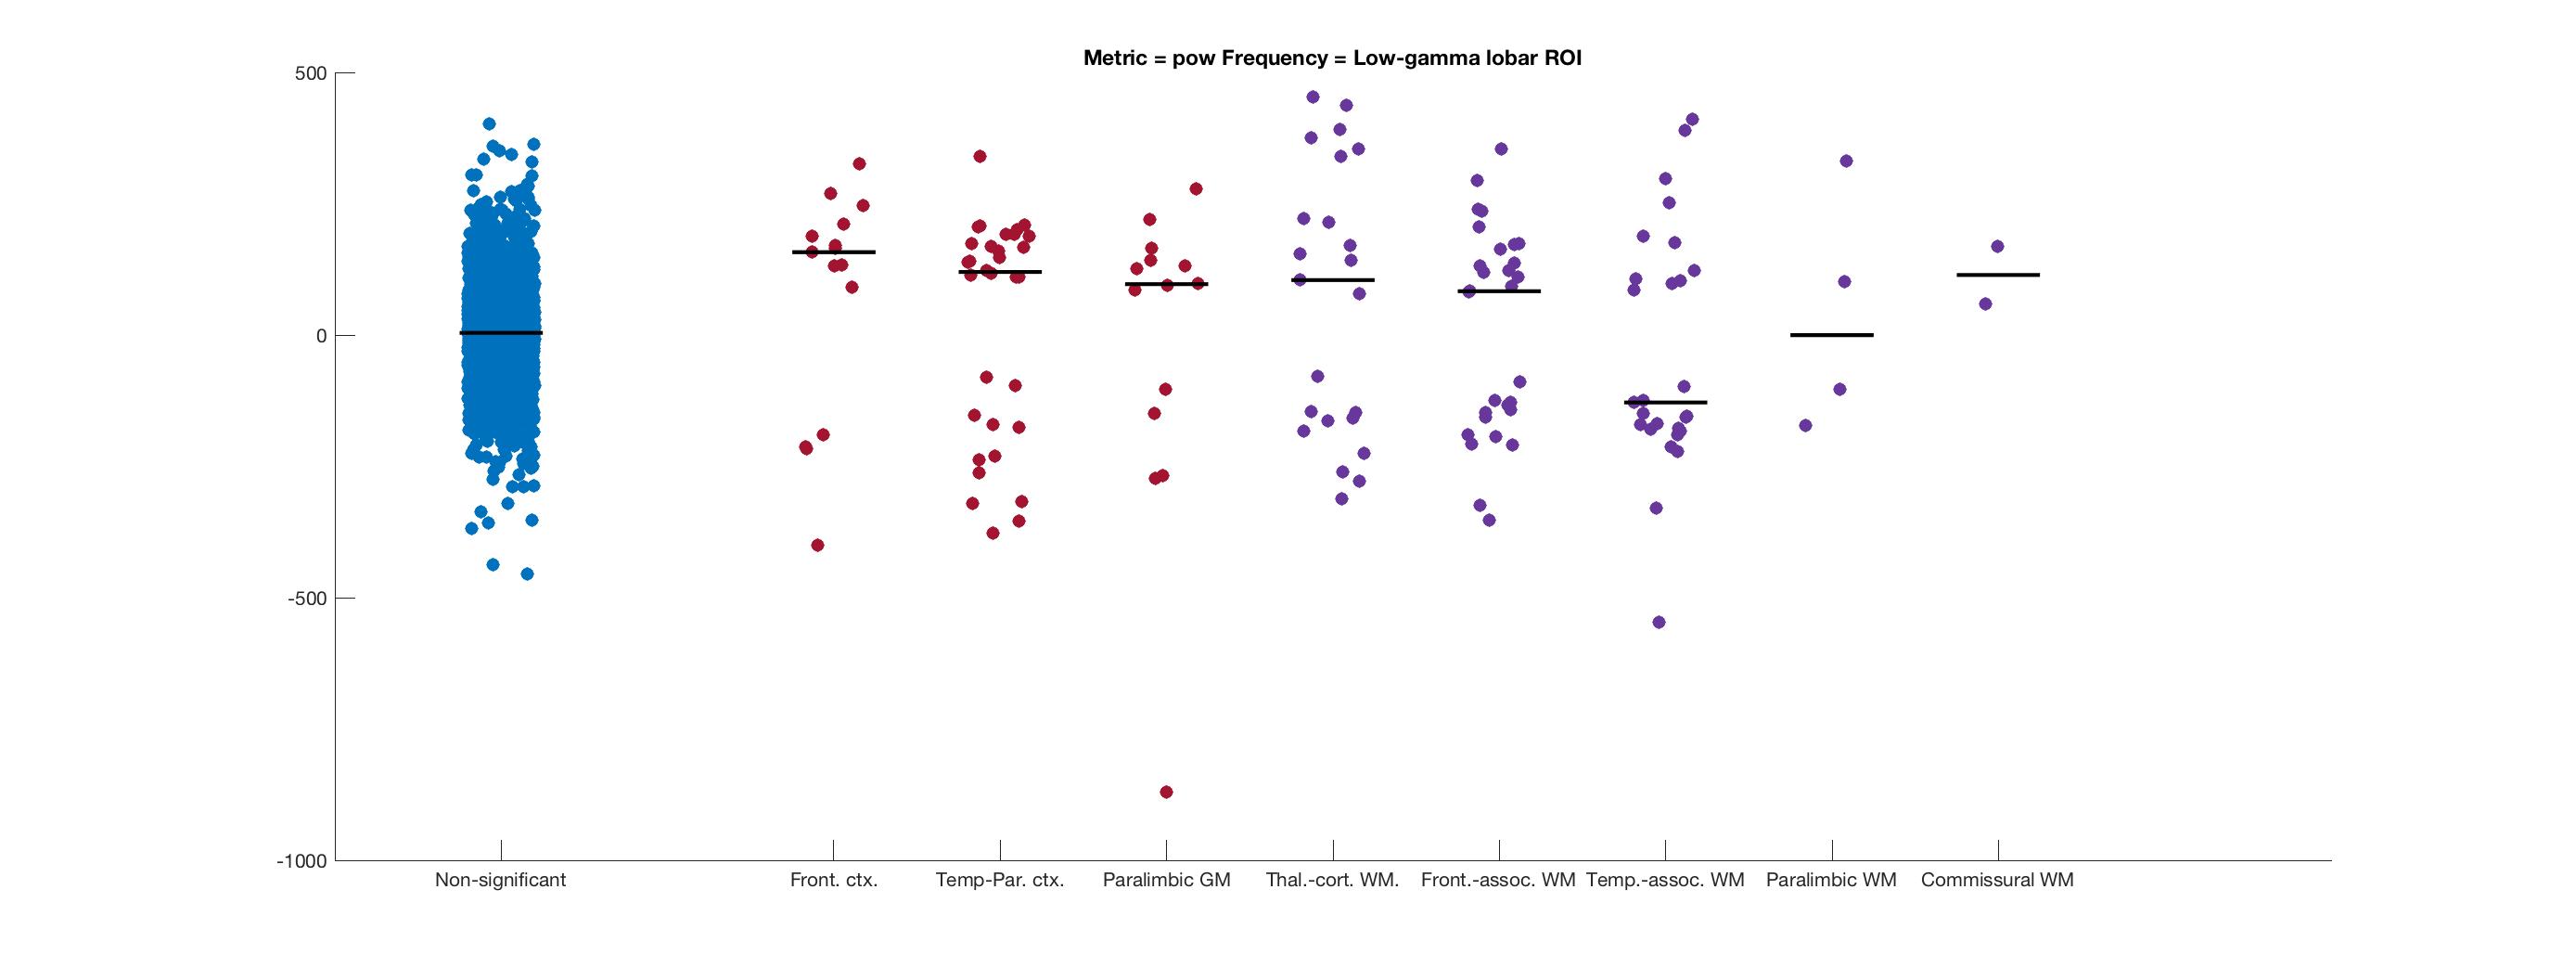 Metric = pow Frequency = Low-gamma lobar ROI
500
0
-500
-1000
Non-significant Front. ctx. Temp-Par. ctx. Paralimbic GM Thal.-cort. WM. Front.-assoc. WM Temp.-assoc. WM Paralimbic WM Commissural WM